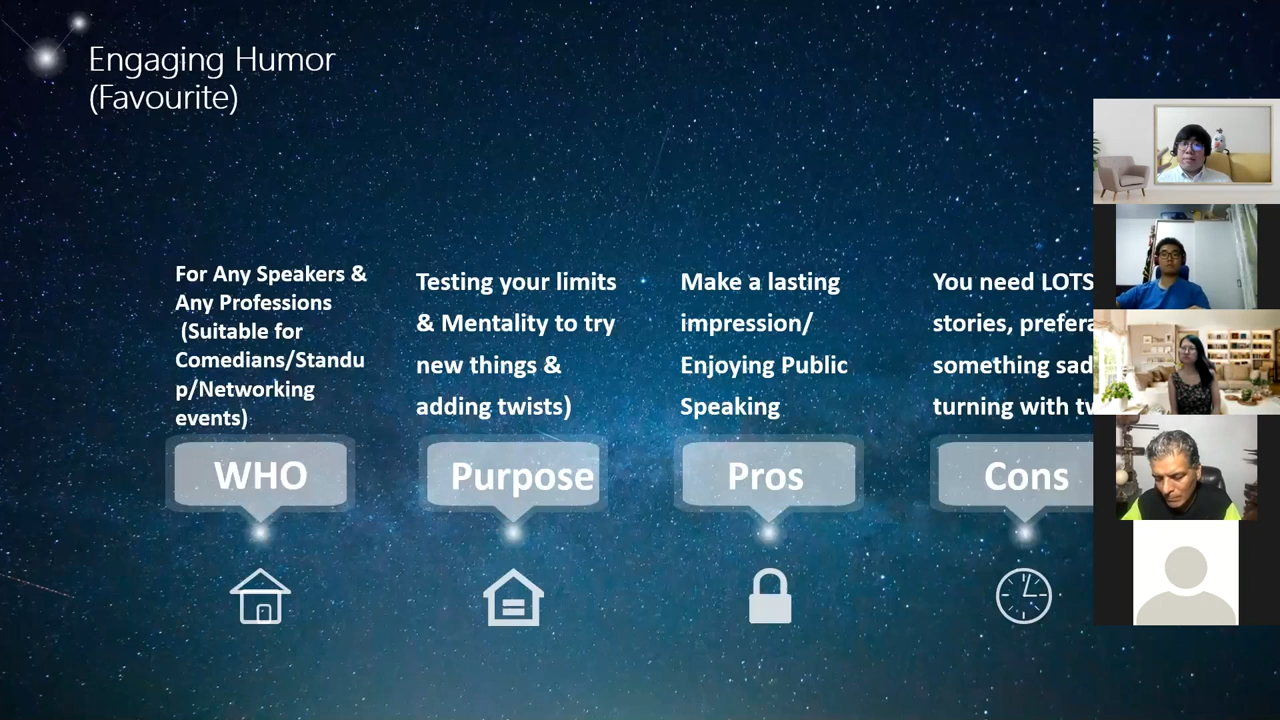 Engaging Humor
(Favourite)
For Any Speakers &
Any Professions
(Suitable for
Comedians/Standu
p/Networking
events)
WHO
Testing your limits
& Mentality to try
new things &
adding twists)
Purpose
Make a lasting
impression/
Enjoying Public
Speaking
Pros
You need LOTS
stories,
something sad
turning with
Cons